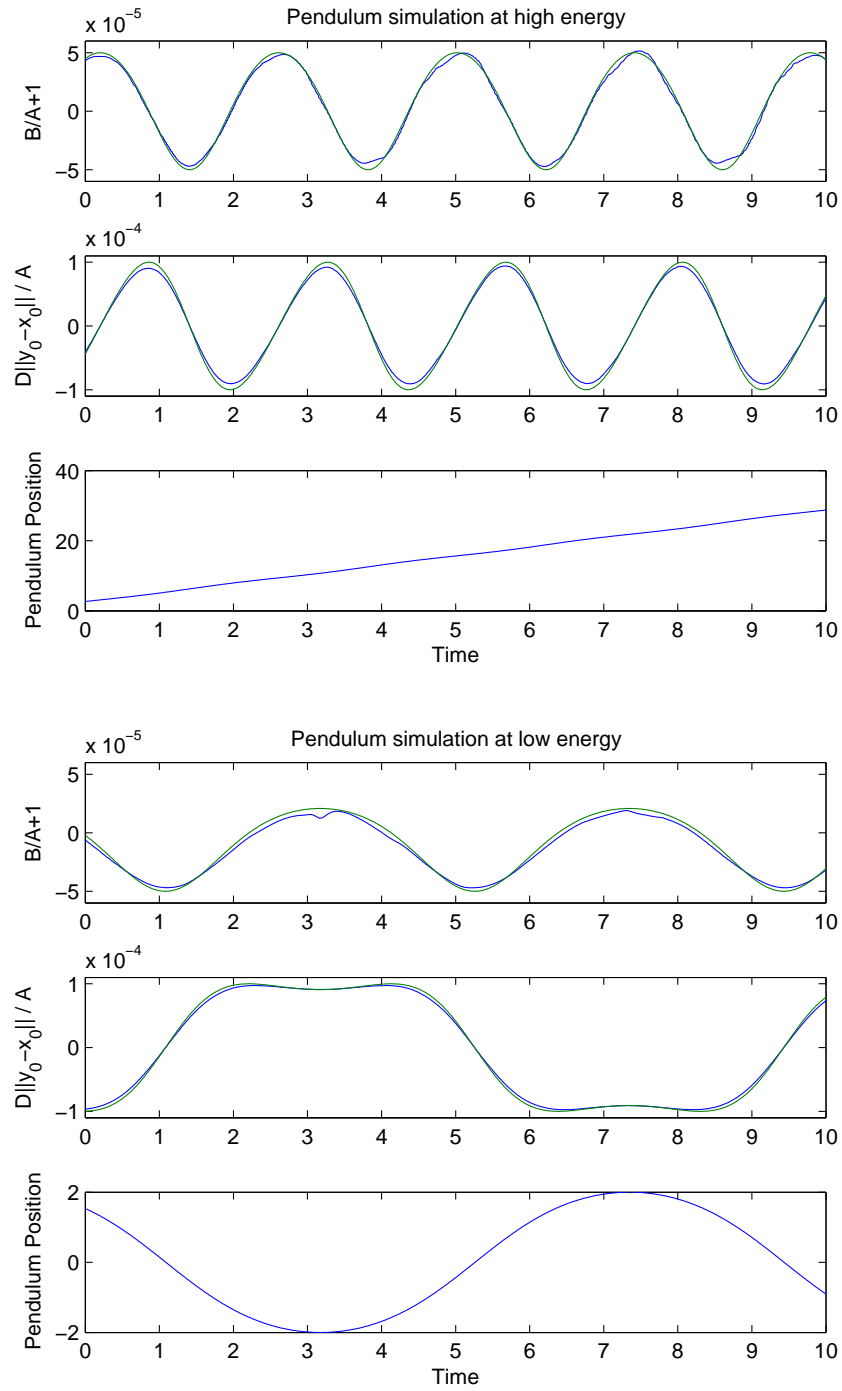 Pendulum simulation at high energy
x 10^−5
B/A+1
5
0
−5
0 1 2 3 4 5 6 7 8 9 10
x 10^−4
D||y_0−x_0|| / A
1
0
−1
0 1 2 3 4 5 6 7 8 9 10
Pendulum Position
40
20
0
0 1 2 3 4 5 6 7 8 9 10
Time
Pendulum simulation at low energy
x 10^−5
B/A+1
5
0
−5
0 1 2 3 4 5 6 7 8 9 10
x 10^−4
D||y_0−x_0|| / A
1
0
−1
0 1 2 3 4 5 6 7 8 9 10
Pendulum Position
2
0
−2
0 1 2 3 4 5 6 7 8 9 10
Time